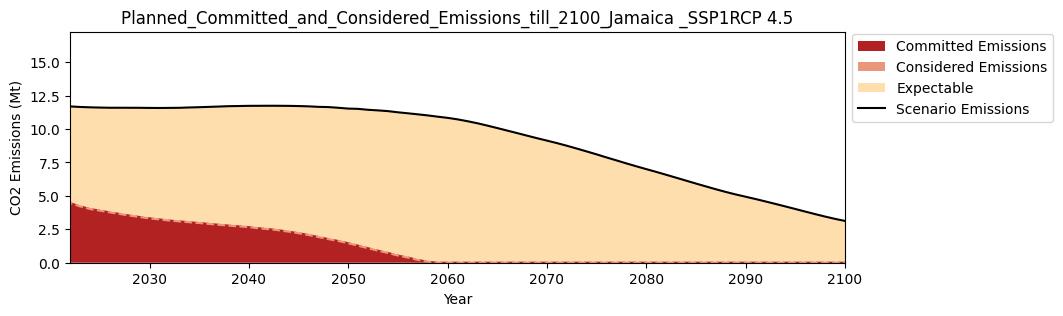 Planned_Committed_and_Considered_Emissions_till_2100_Jamaica _SSP1RCP 4.5
Committed Emissions
Considered Emissions
Expectable
Scenario Emissions
CO2 Emissions (Mt)
15.0
12.5
10.0
7.5
5.0
2.5
0.0
2030
2040
2050
2060
2070
2080
2090
2100
Year